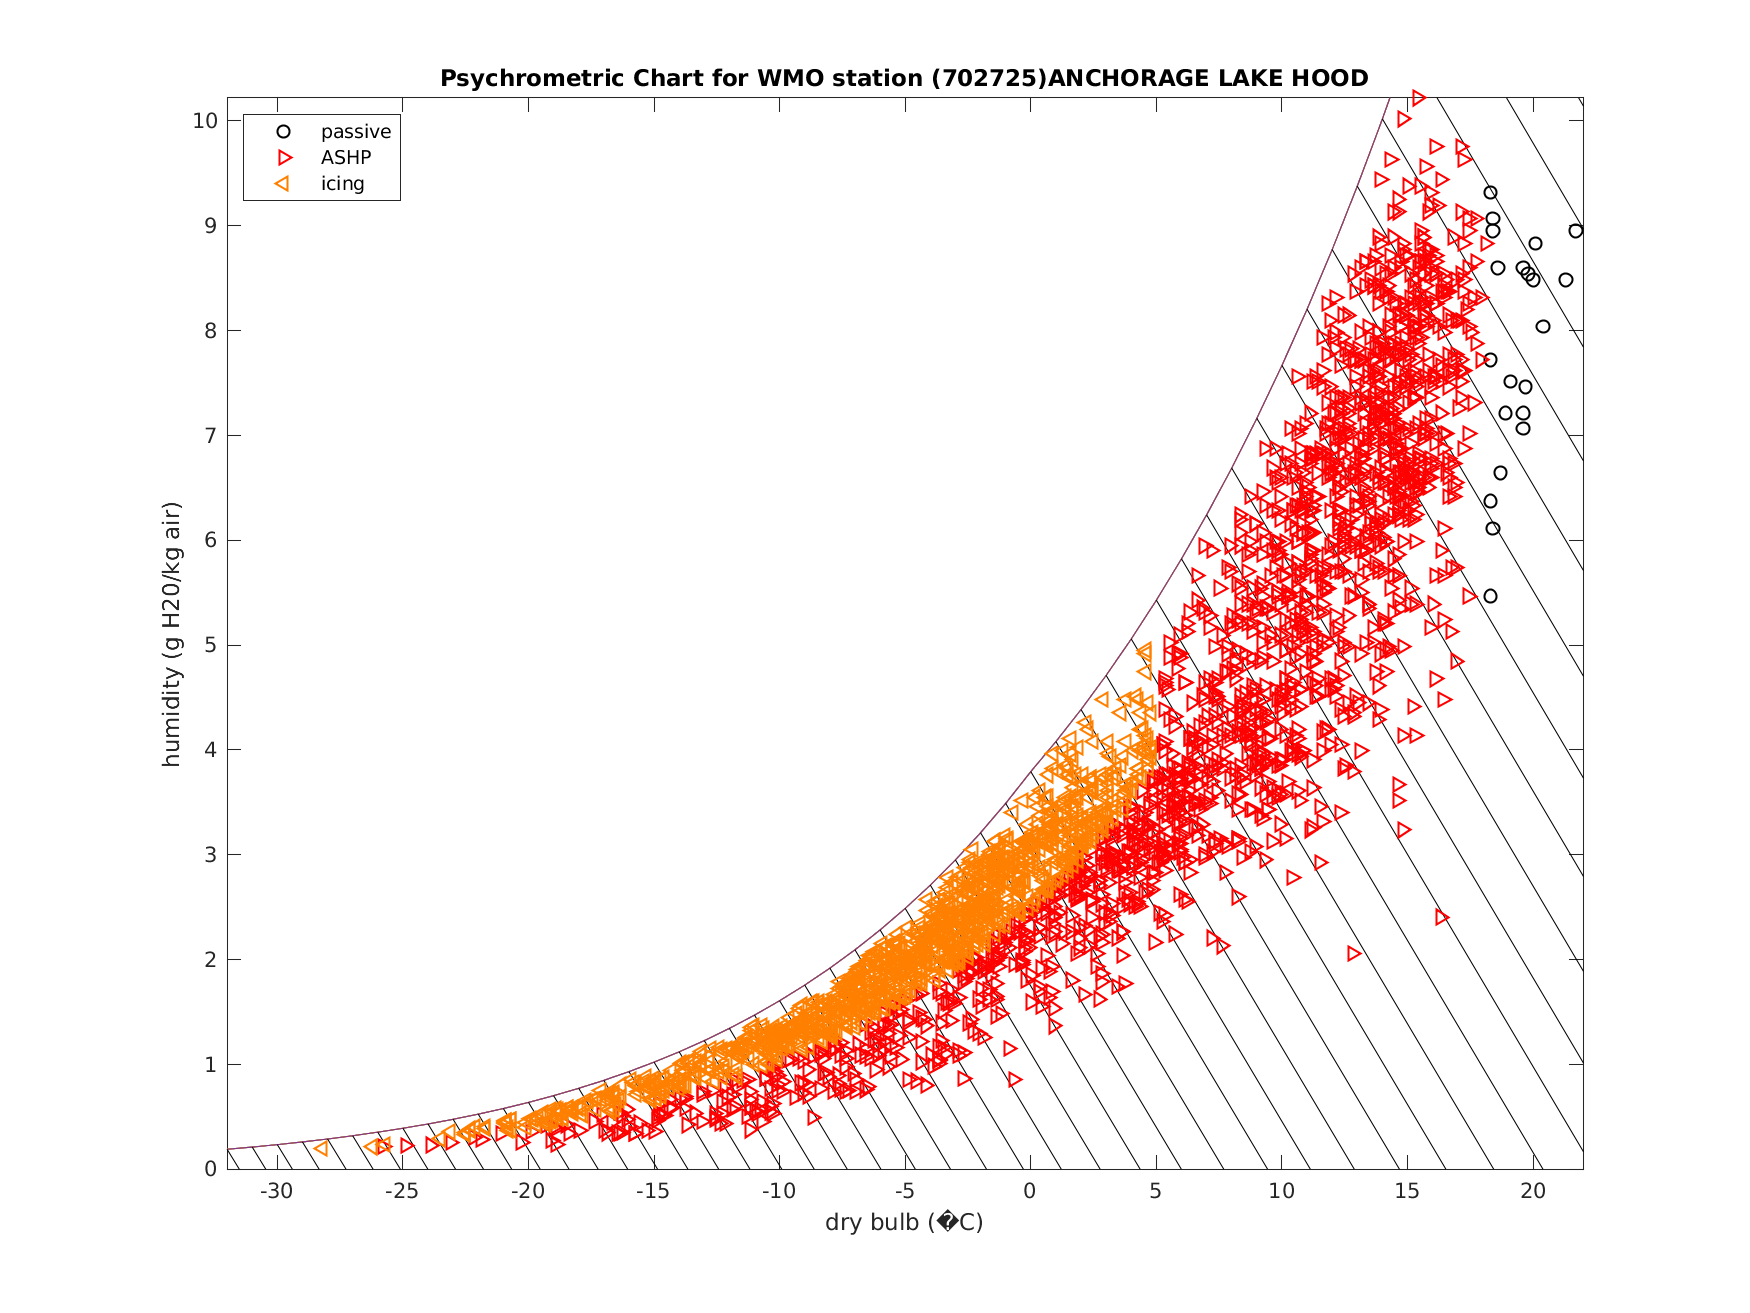 Psychrometric Chart for WMO station (702725)ANCHORAGE LAKE HOOD
passive
ASHP
icing
humidity (g H20/kg air)
10
9
8
7
6
5
4
3
2
1
0
-30 -25 -20 -15 -10 -5 0 5 10 15 20
dry bulb (�C)